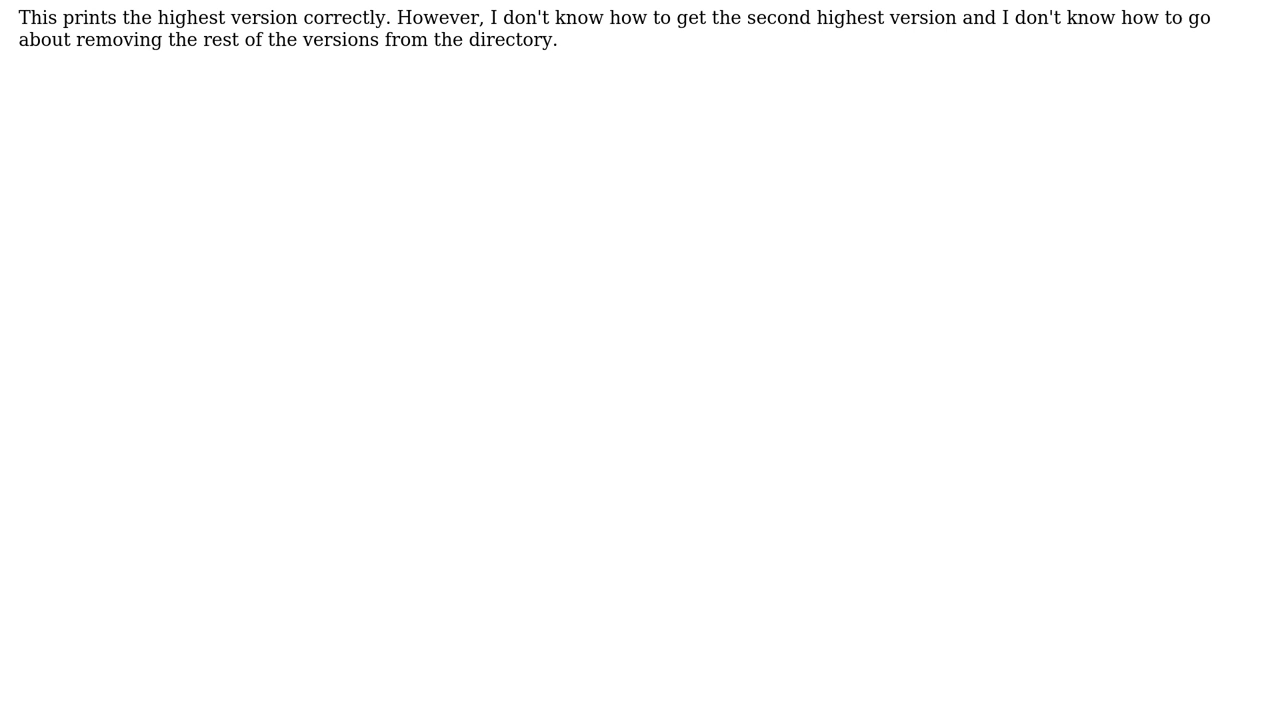 This prints the highest version correctly. However, I don't know how to get the second highest version and I don't know how to go
about removing the rest of the versions from the directory.